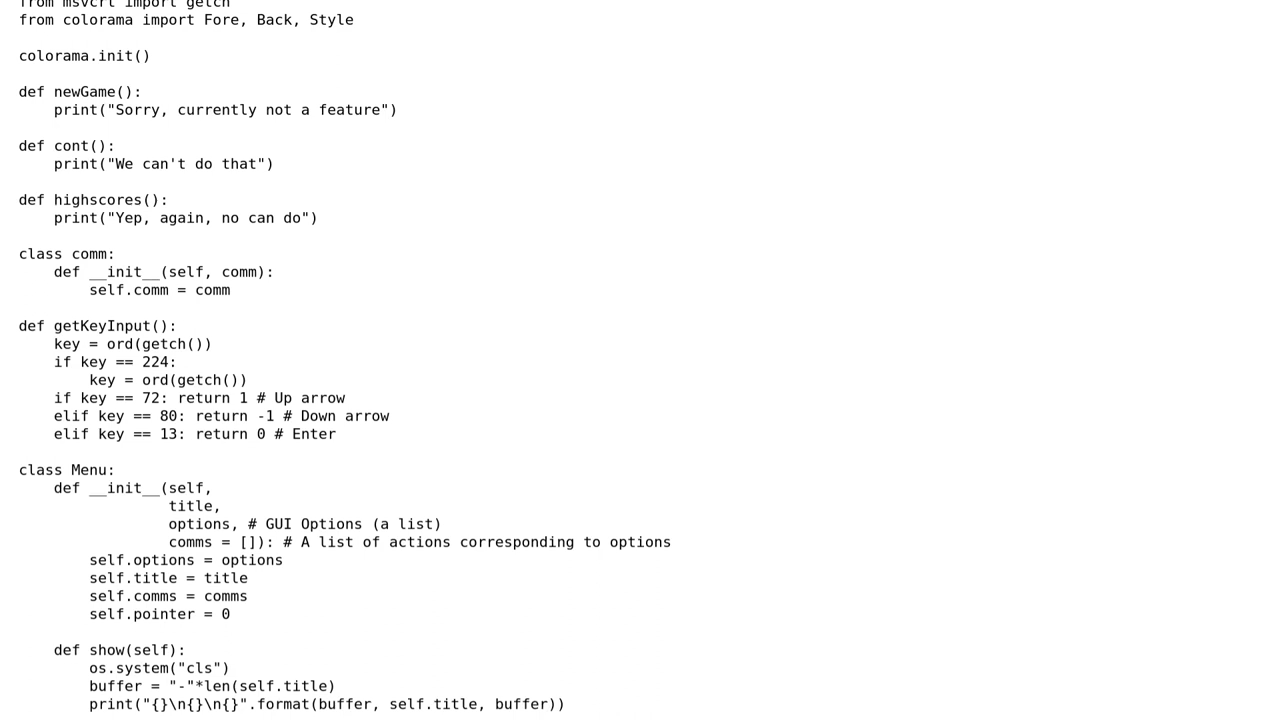 from msvcrt import getch
from colorama import Fore, Back, Style

colorama.init()

def newGame():
    print("Sorry, currently not a feature")

def cont():
    print("We can't do that")

def highscores():
    print("Yep, again, no can do")

class comm:
    def __init__(self, comm):
        self.comm = comm

def getKeyInput():
    key = ord(getch())
    if key == 224:
        key = ord(getch())
    if key == 72: return 1 # Up arrow
    elif key == 80: return -1 # Down arrow
    elif key == 13: return 0 # Enter

class Menu:
    def __init__(self,
                 title,
                 options, # GUI Options (a list)
                 comms = []): # A list of actions corresponding to options
        self.options = options
        self.title = title
        self.comms = comms
        self.pointer = 0

    def show(self):
        os.system("cls")
        buffer = "-"*len(self.title)
        print("{}\n{}\n{}".format(buffer, self.title, buffer))